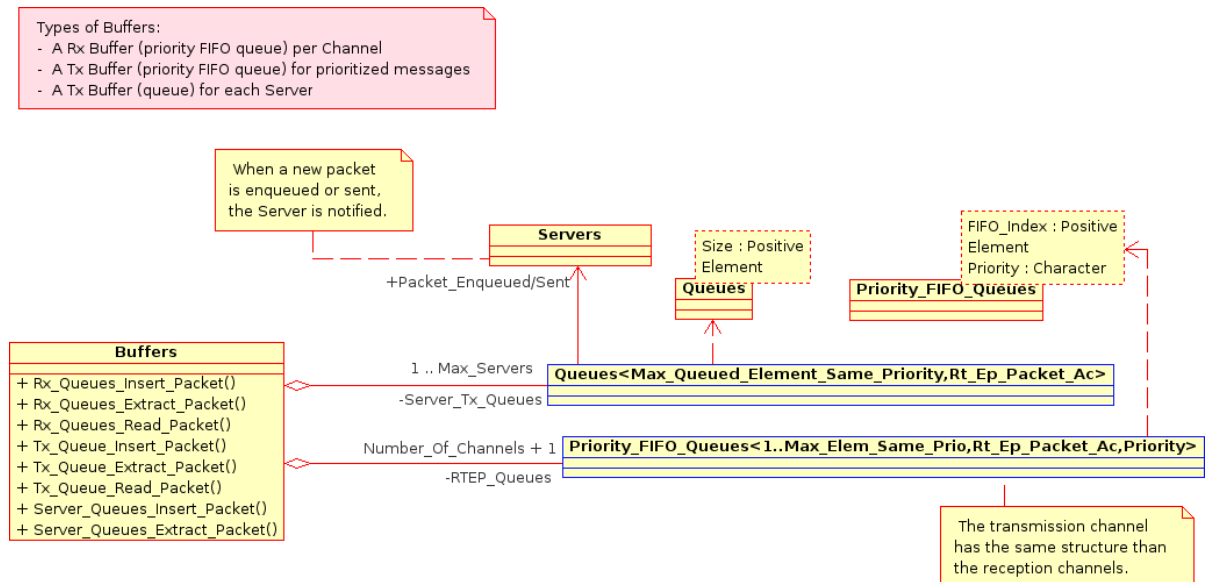 Types of Buffers:
- A Rx Buffer (priority FIFO queue) per Channel
- A Tx Buffer (priority FIFO queue) for prioritized messages
- A Tx Buffer (queue) for each Server
When a new packet
is enqueued or sent,
the Server is notified.
Servers
+Packet_Enqueued/Sent
Size : Positive
Element
Queues
FIFO_Index : Positive
Element
Priority : Character
Priority_FIFO_Queues
Buffers
+ Rx_Queues_Insert_Packet()
+ Rx_Queues_Extract_Packet()
+ Rx_Queues_Read_Packet()
+ Tx_Queue_Insert_Packet()
+ Tx_Queue_Extract_Packet()
+ Tx_Queue_Read_Packet()
+ Server_Queues_Insert_Packet()
+ Server_Queues_Extract_Packet()
1 .. Max_Servers
-Server_Tx_Queues
Queues<Max_Queued_Element_Same_Priority,Rt_Ep_Packet_Ac>
Number_Of_Channels + 1
-RTEP_Queues
Priority_FIFO_Queues<1..Max_Elem_Same_Prio,Rt_Ep_Packet_Ac,Priority>
The transmission channel
has the same structure than
the reception channels.